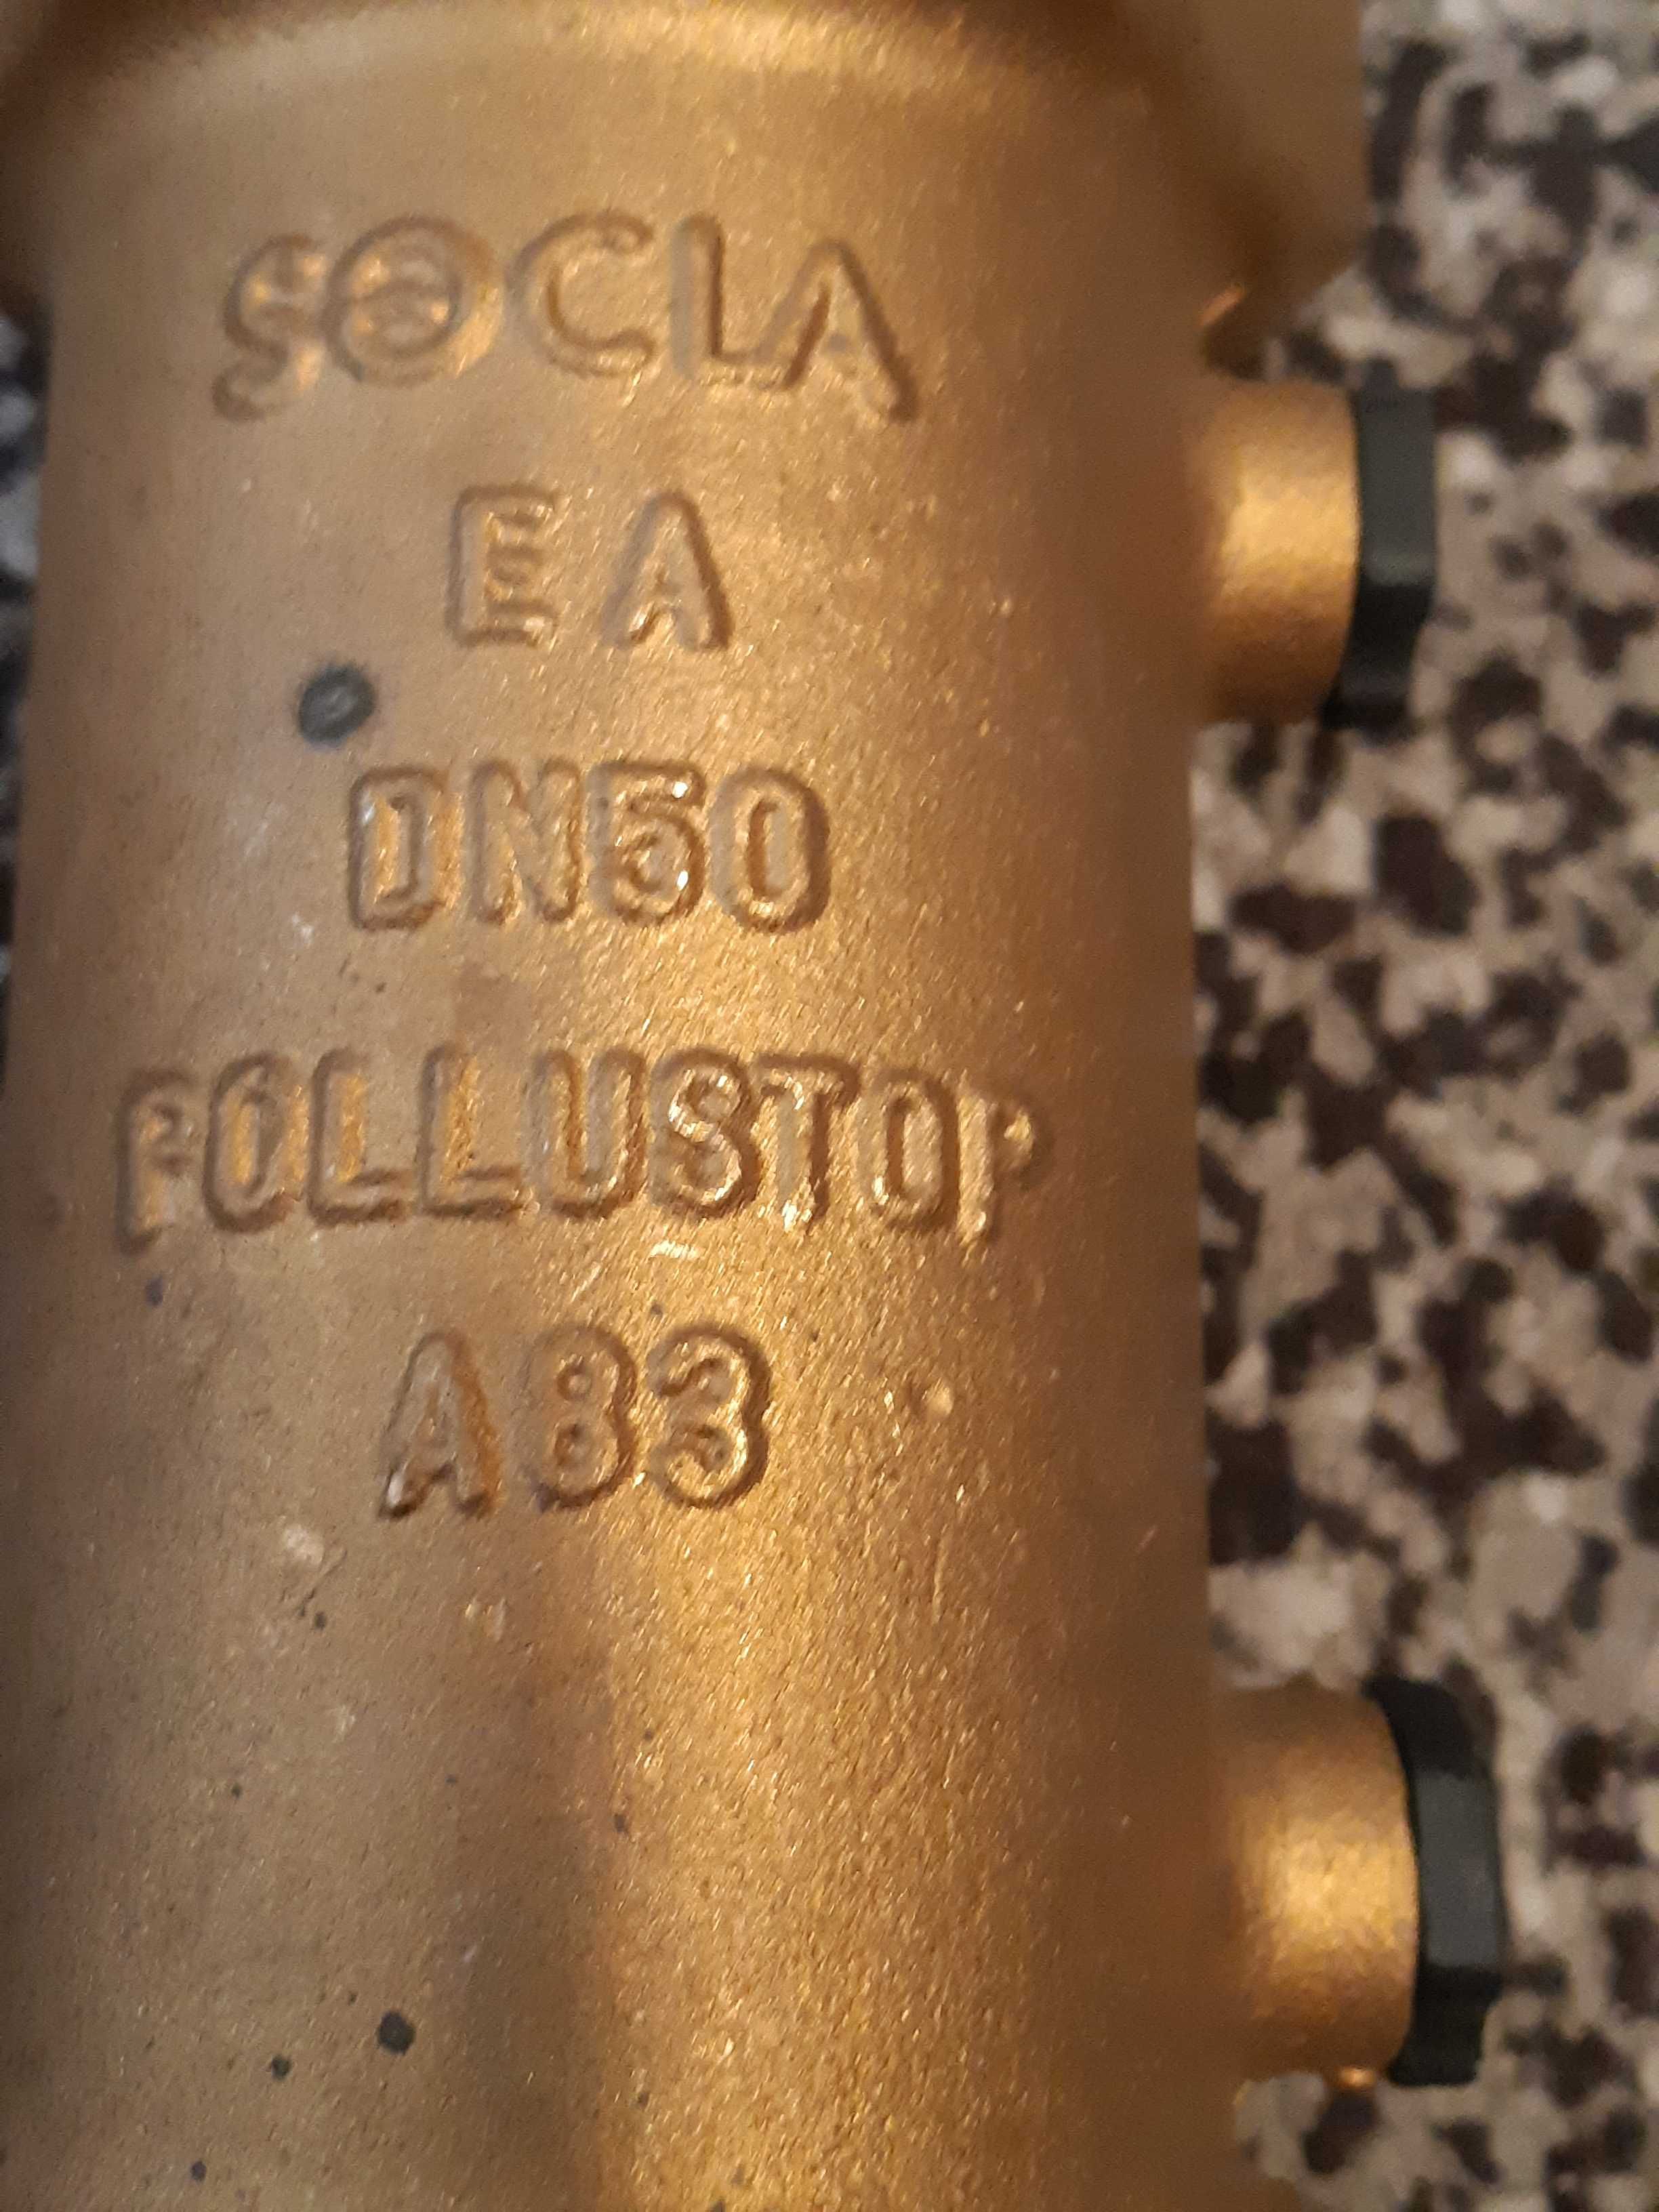 SOCLA
EA
DN50
POLLUSTOP
A83